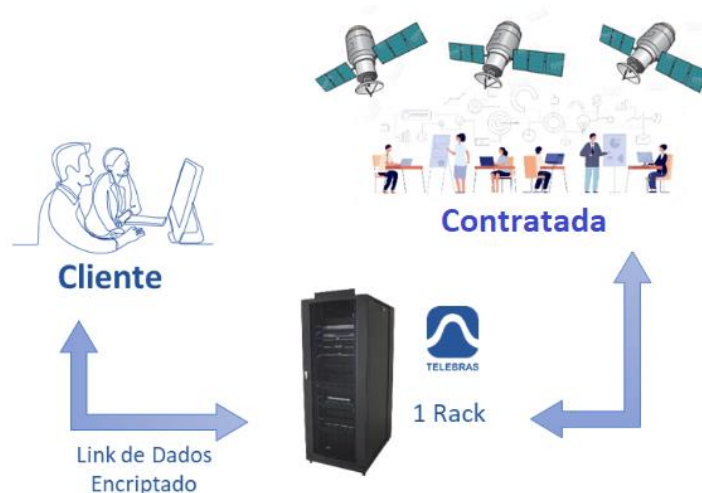 Contratada
Cliente
TELEBRAS
1 Rack
Link de Dados
Encriptado